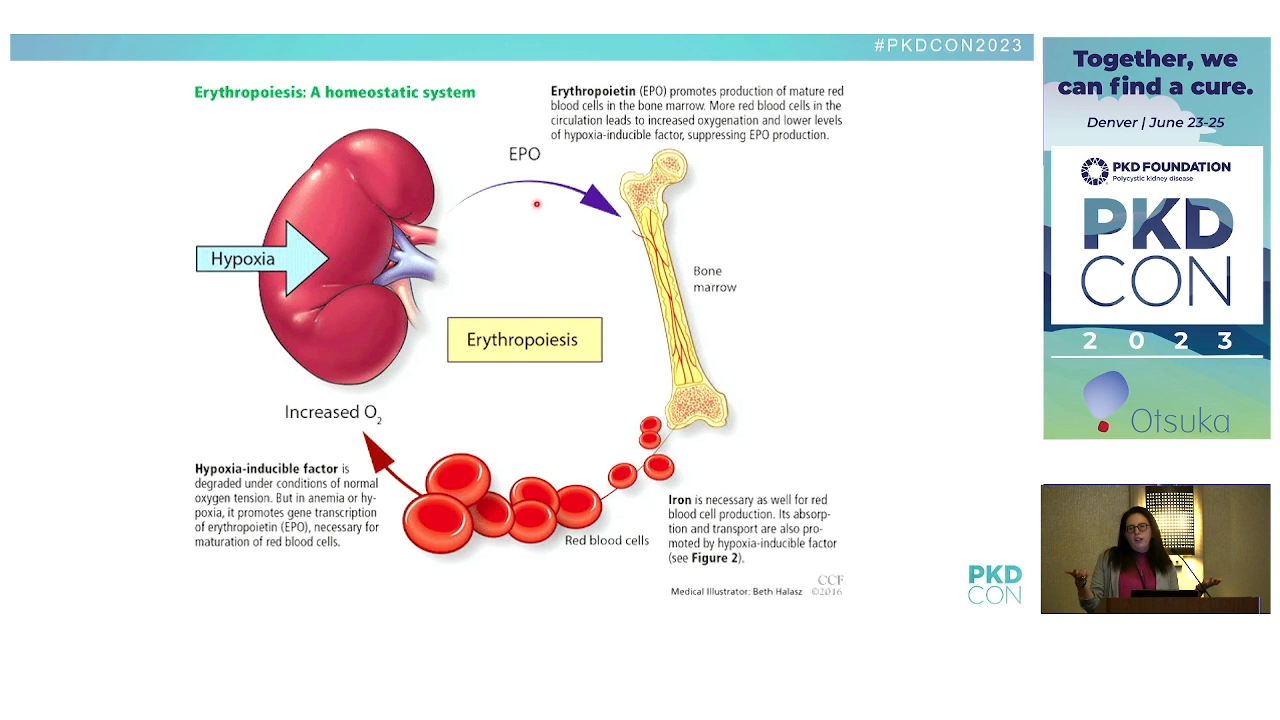 #PKDCON2023
Erythropoiesis: A homeostatic system
Erythropoietin (EPO) promotes production of mature red
blood cells in the bone marrow. More red blood cells in the
circulation leads to increased oxygenation and lower levels
of hypoxia-inducible factor, suppressing EPO production.
EPO
Hypoxia
Bone
marrow
Erythropoiesis
Increased O2
Hypoxia-inducible factor is
degraded under conditions of normal
oxygen tension. But in anemia or hy-
poxia, it promotes gene transcription
of erythropoietin (EPO), necessary for
maturation of red blood cells.
Red blood cells
Iron is necessary as well for red
blood cell production. Its absorp-
tion and transport are also pro-
moted by hypoxia-inducible factor
(see Figure 2).
CCF
Medical Illustrator: Beth Halasz ©2016
PKD
CON
Together, we
can find a cure.
Denver | June 23-25
PKD FOUNDATION
Polycystic kidney disease
PKD
CON
2023
Otsuka